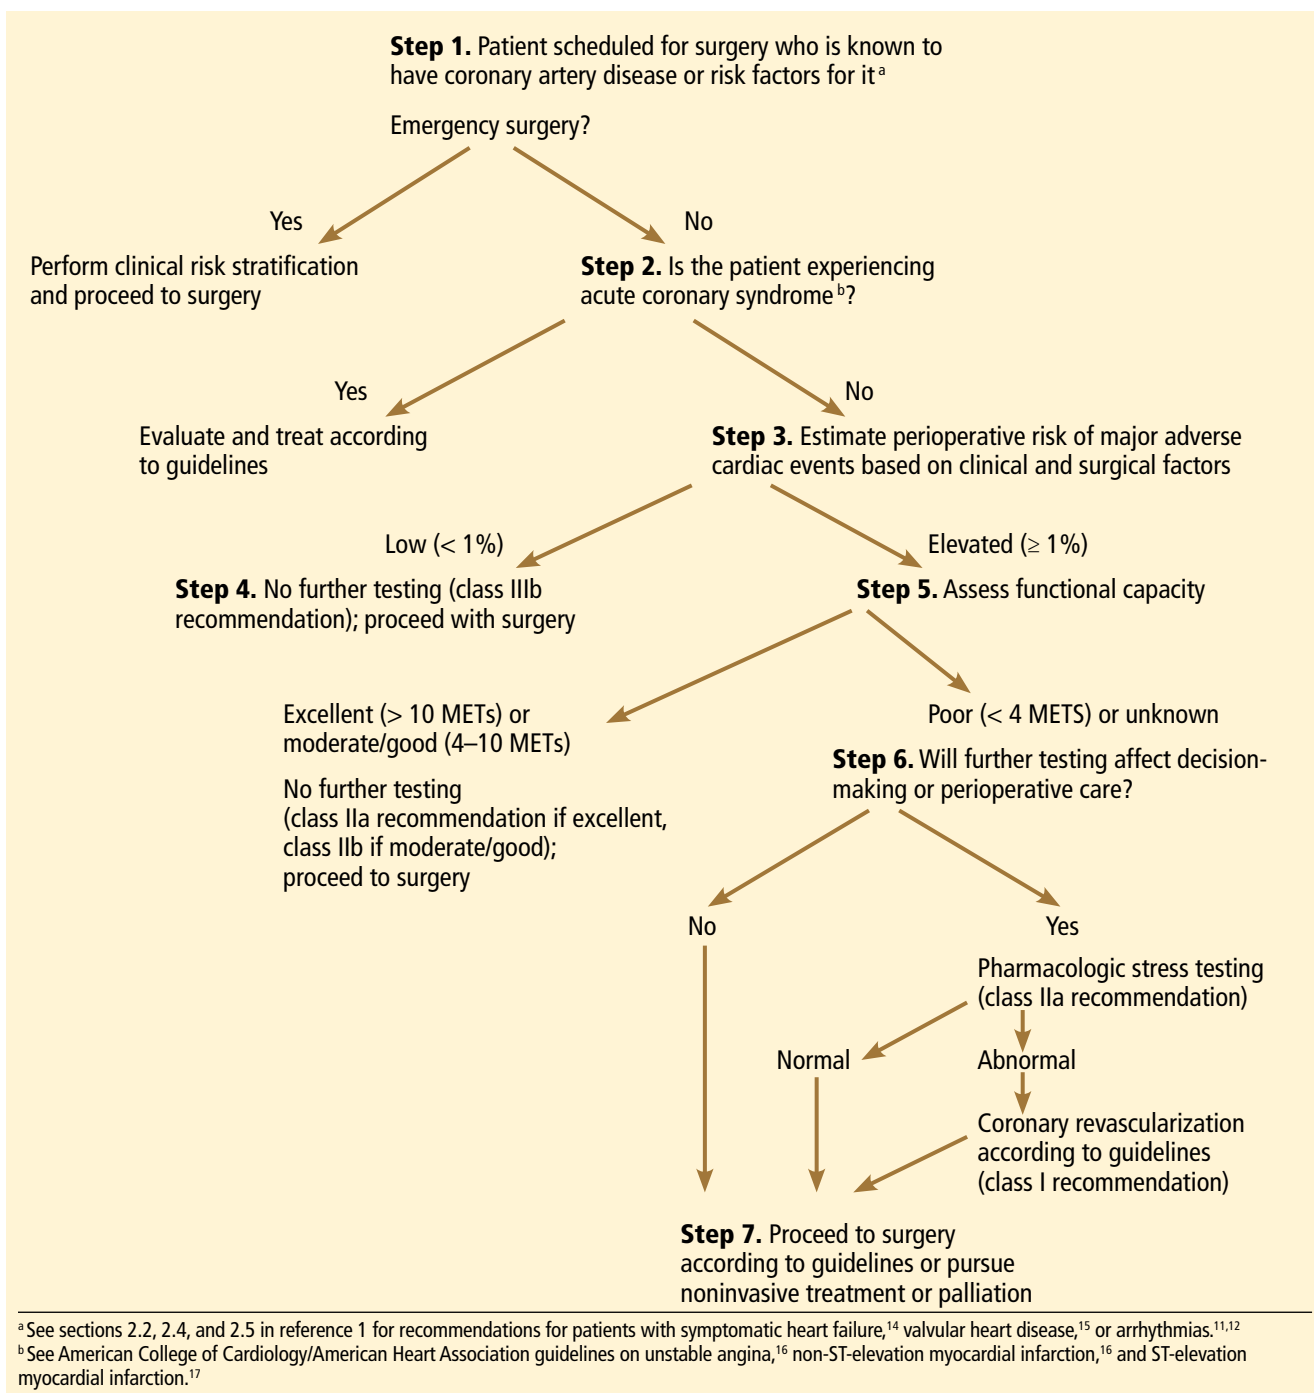 Step 1. Patient scheduled for surgery who is known to
have coronary artery disease or risk factors for it a
Emergency surgery?
Yes
No
Perform clinical risk stratification
and proceed to surgery
Step 2. Is the patient experiencing
acute coronary syndrome b?
Yes
No
Evaluate and treat according
to guidelines
Step 3. Estimate perioperative risk of major adverse
cardiac events based on clinical and surgical factors
Low (< 1%)
Elevated (≥ 1%)
Step 4. No further testing (class IIIb
recommendation); proceed with surgery
Step 5. Assess functional capacity
Excellent (> 10 METs) or
moderate/good (4–10 METs)
No further testing
(class IIa recommendation if excellent,
class IIb if moderate/good);
proceed to surgery
Poor (< 4 METS) or unknown
Step 6. Will further testing affect decision-
making or perioperative care?
No
Yes
Pharmacologic stress testing
(class IIa recommendation)
Normal
Abnormal
Coronary revascularization
according to guidelines
(class I recommendation)
Step 7. Proceed to surgery
according to guidelines or pursue
noninvasive treatment or palliation
a See sections 2.2, 2.4, and 2.5 in reference 1 for recommendations for patients with symptomatic heart failure,14 valvular heart disease,15 or arrhythmias.11,12
b See American College of Cardiology/American Heart Association guidelines on unstable angina,16 non-ST-elevation myocardial infarction,16 and ST-elevation
myocardial infarction.17